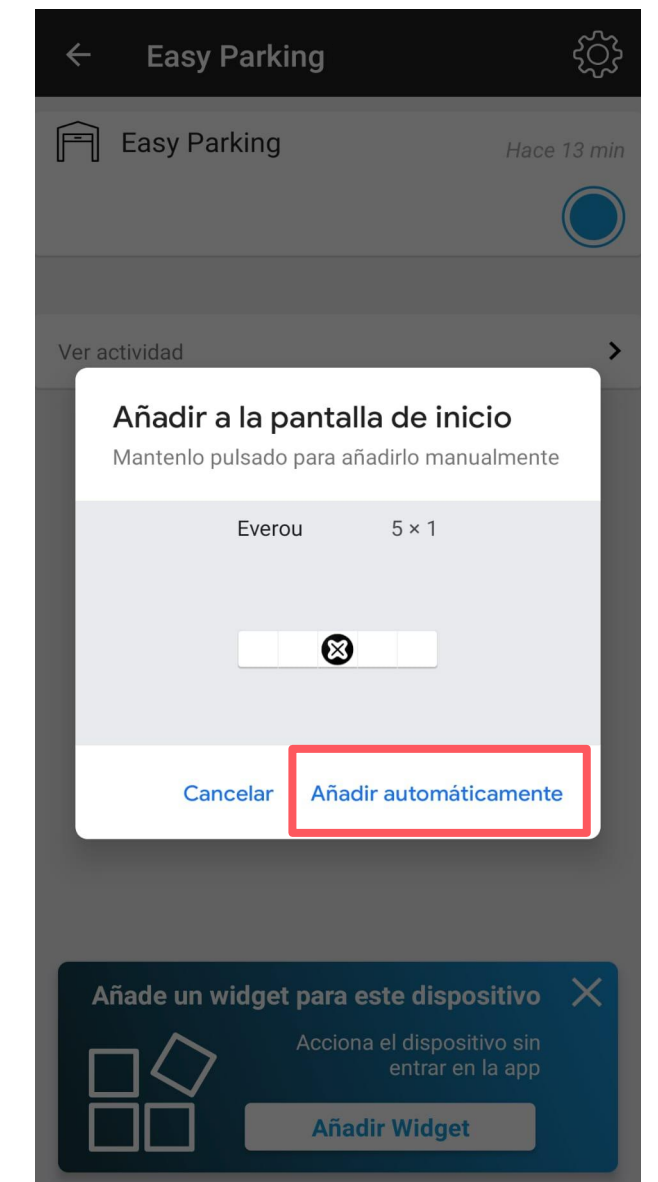 Easy Parking
Easy Parking
Hace 13 min
Ver actividad
Añadir a la pantalla de inicio
Mantenlo pulsado para añadirlo manualmente
Everou 5 × 1
Cancelar Añadir automáticamente
Añade un widget para este dispositivo
Acciona el dispositivo sin
entrar en la app
Añadir Widget